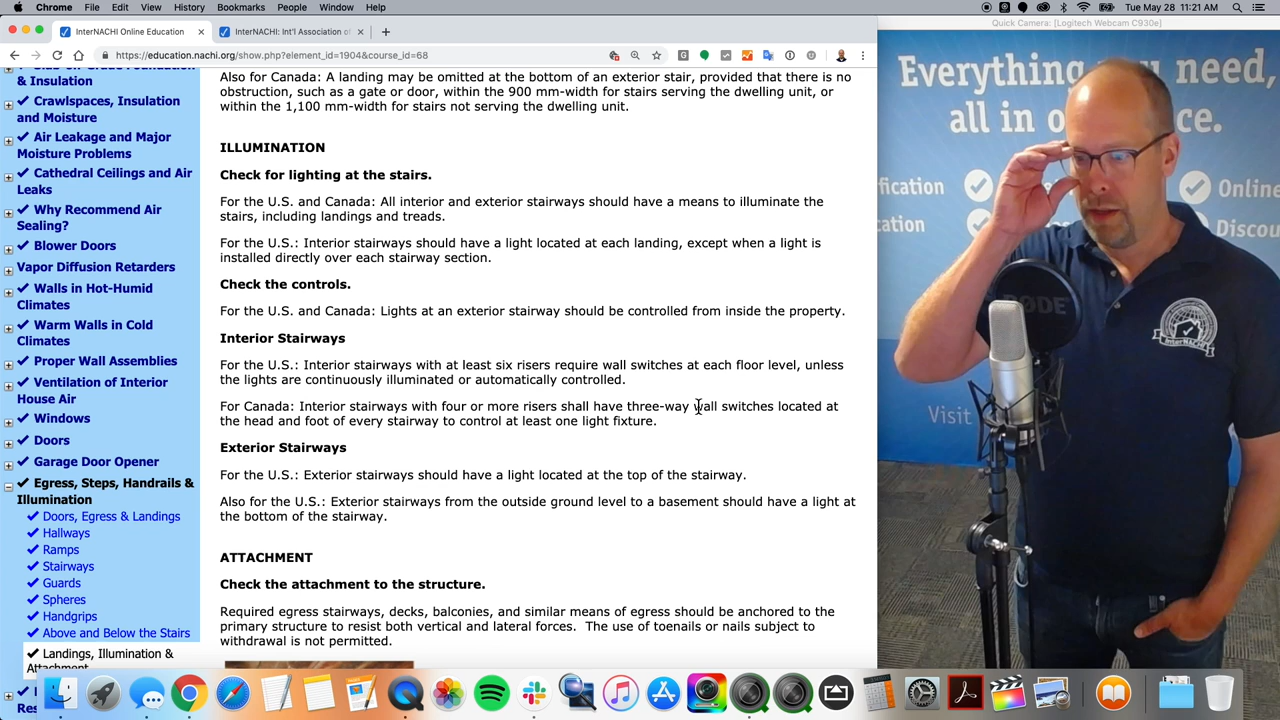 Chrome File Edit View History Bookmarks People Window Help
Tue May 28 11:21 AM
Quick Camera: [Logitech Webcam C930e]
InterNACHI Online Education
InterNACHI: Int'l Association of
https://education.nachi.org/show.php?element_id=1904&course_id=68
& Insulation
Crawlspaces, Insulation
and Moisture
Air Leakage and Major
Moisture Problems
Cathedral Ceilings and Air
Leaks
Why Recommend Air
Sealing?
Blower Doors
Vapor Diffusion Retarders
Walls in Hot-Humid
Climates
Warm Walls in Cold
Climates
Proper Wall Assemblies
Ventilation of Interior
House Air
Windows
Doors
Garage Door Opener
Egress, Steps, Handrails &
Illumination
Doors, Egress & Landings
Hallways
Ramps
Stairways
Guards
Spheres
Handgrips
Above and Below the Stairs
Landings, Illumination &
Attachment
Also for Canada: A landing may be omitted at the bottom of an exterior stair, provided that there is no
obstruction, such as a gate or door, within the 900 mm-width for stairs serving the dwelling unit, or
within the 1,100 mm-width for stairs not serving the dwelling unit.
ILLUMINATION
Check for lighting at the stairs.
For the U.S. and Canada: All interior and exterior stairways should have a means to illuminate the
stairs, including landings and treads.
For the U.S.: Interior stairways should have a light located at each landing, except when a light is
installed directly over each stairway section.
Check the controls.
For the U.S. and Canada: Lights at an exterior stairway should be controlled from inside the property.
Interior Stairways
For the U.S.: Interior stairways with at least six risers require wall switches at each floor level, unless
the lights are continuously illuminated or automatically controlled.
For Canada: Interior stairways with four or more risers shall have three-way wall switches located at
the head and foot of every stairway to control at least one light fixture.
Exterior Stairways
For the U.S.: Exterior stairways should have a light located at the top of the stairway.
Also for the U.S.: Exterior stairways from the outside ground level to a basement should have a light at
the bottom of the stairway.
ATTACHMENT
Check the attachment to the structure.
Required egress stairways, decks, balconies, and similar means of egress should be anchored to the
primary structure to resist both vertical and lateral forces. The use of toenails or nails subject to
withdrawal is not permitted.
Everything need,
all in
Online
Visit
RØDE
InterNACHI